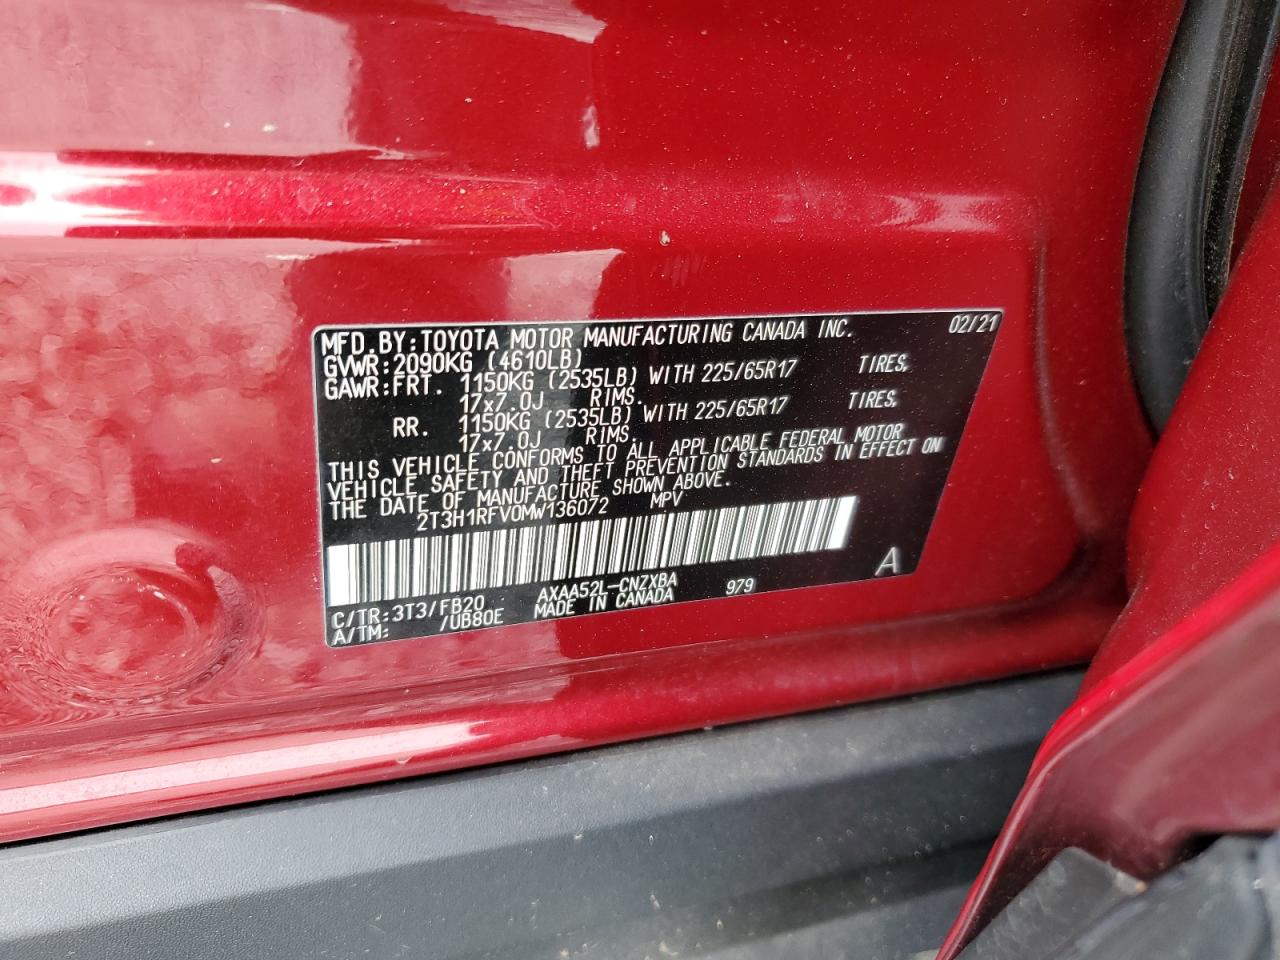 MFD. BY: TOYOTA MOTOR MANUFACTURING CANADA INC. 02/21
GVWR: 2090KG (4610LB)
GAWR: FRT. 1150KG (2535LB) WITH 225/65R17 TIRES,
17x7.0J RIMS.
RR. 1150KG (2535LB) WITH 225/65R17 TIRES,
17x7.0J RIMS.
THIS VEHICLE CONFORMS TO ALL APPLICABLE FEDERAL MOTOR
VEHICLE SAFETY AND THEFT PREVENTION STANDARDS IN EFFECT ON
THE DATE OF MANUFACTURE SHOWN ABOVE.
2T3H1RFV0MW136072 MPV
A
C/TR: 3T3/FB20 AXAA52L-CNZXBA 979
A/TM: /UB80E MADE IN CANADA